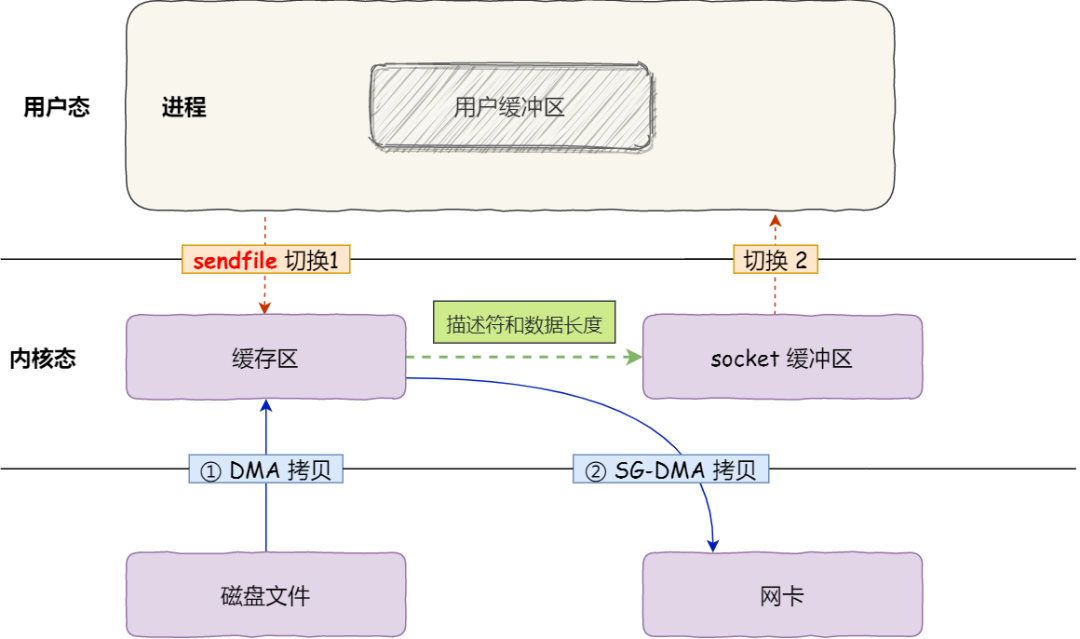 用户态
进程
用户缓冲区
sendfile 切换1
切换 2
描述符和数据长度
内核态
缓存区
socket 缓冲区
① DMA 拷贝
② SG-DMA 拷贝
磁盘文件
网卡